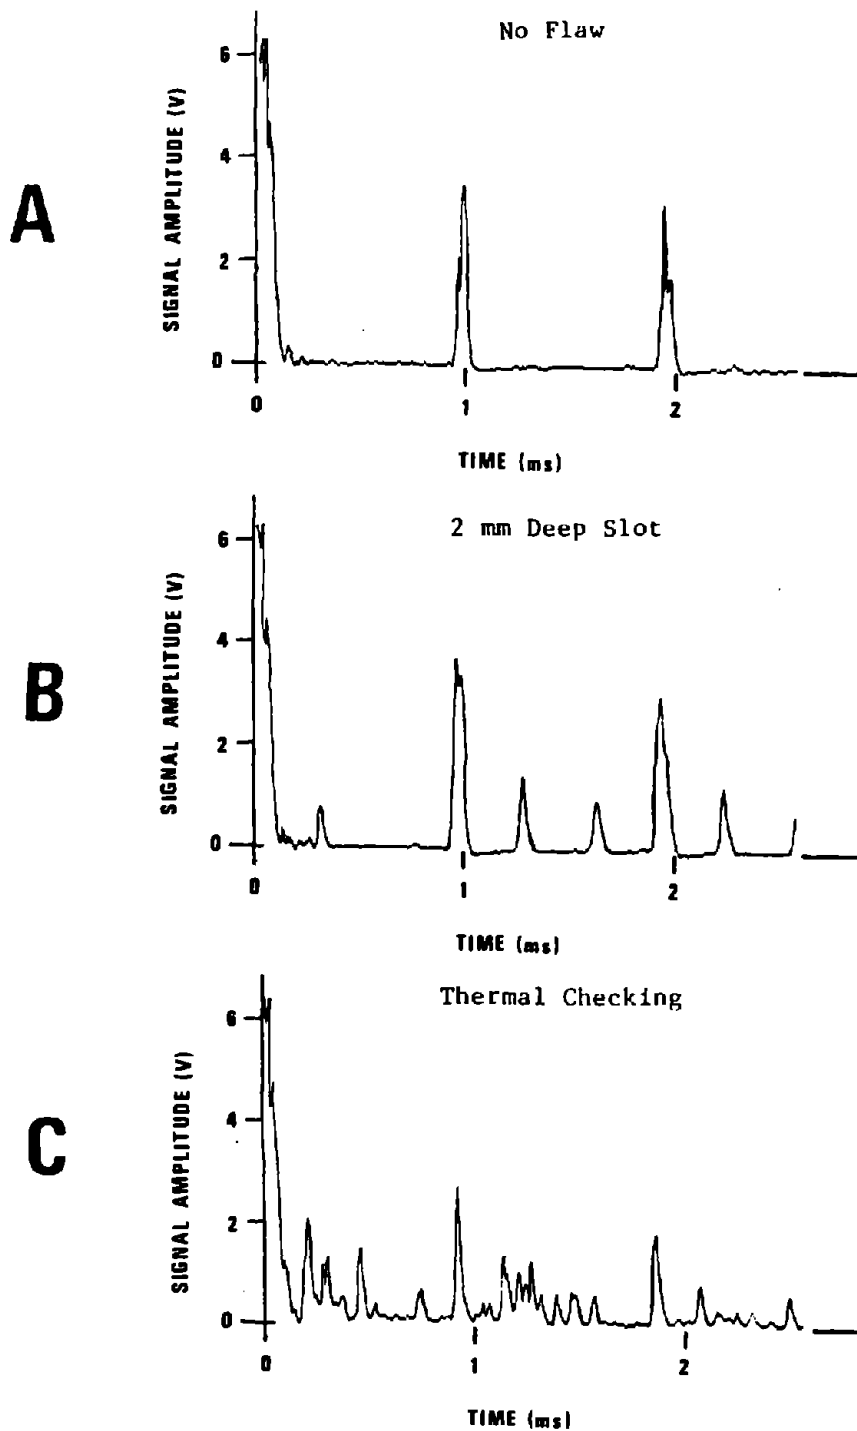 A
No Flaw
SIGNAL AMPLITUDE (V)
6
4
2
0
0
1
2
TIME (ms)
B
2 mm Deep Slot
SIGNAL AMPLITUDE (V)
6
4
2
0
0
1
2
TIME (ms)
C
Thermal Checking
SIGNAL AMPLITUDE (V)
6
4
2
0
0
1
2
TIME (ms)